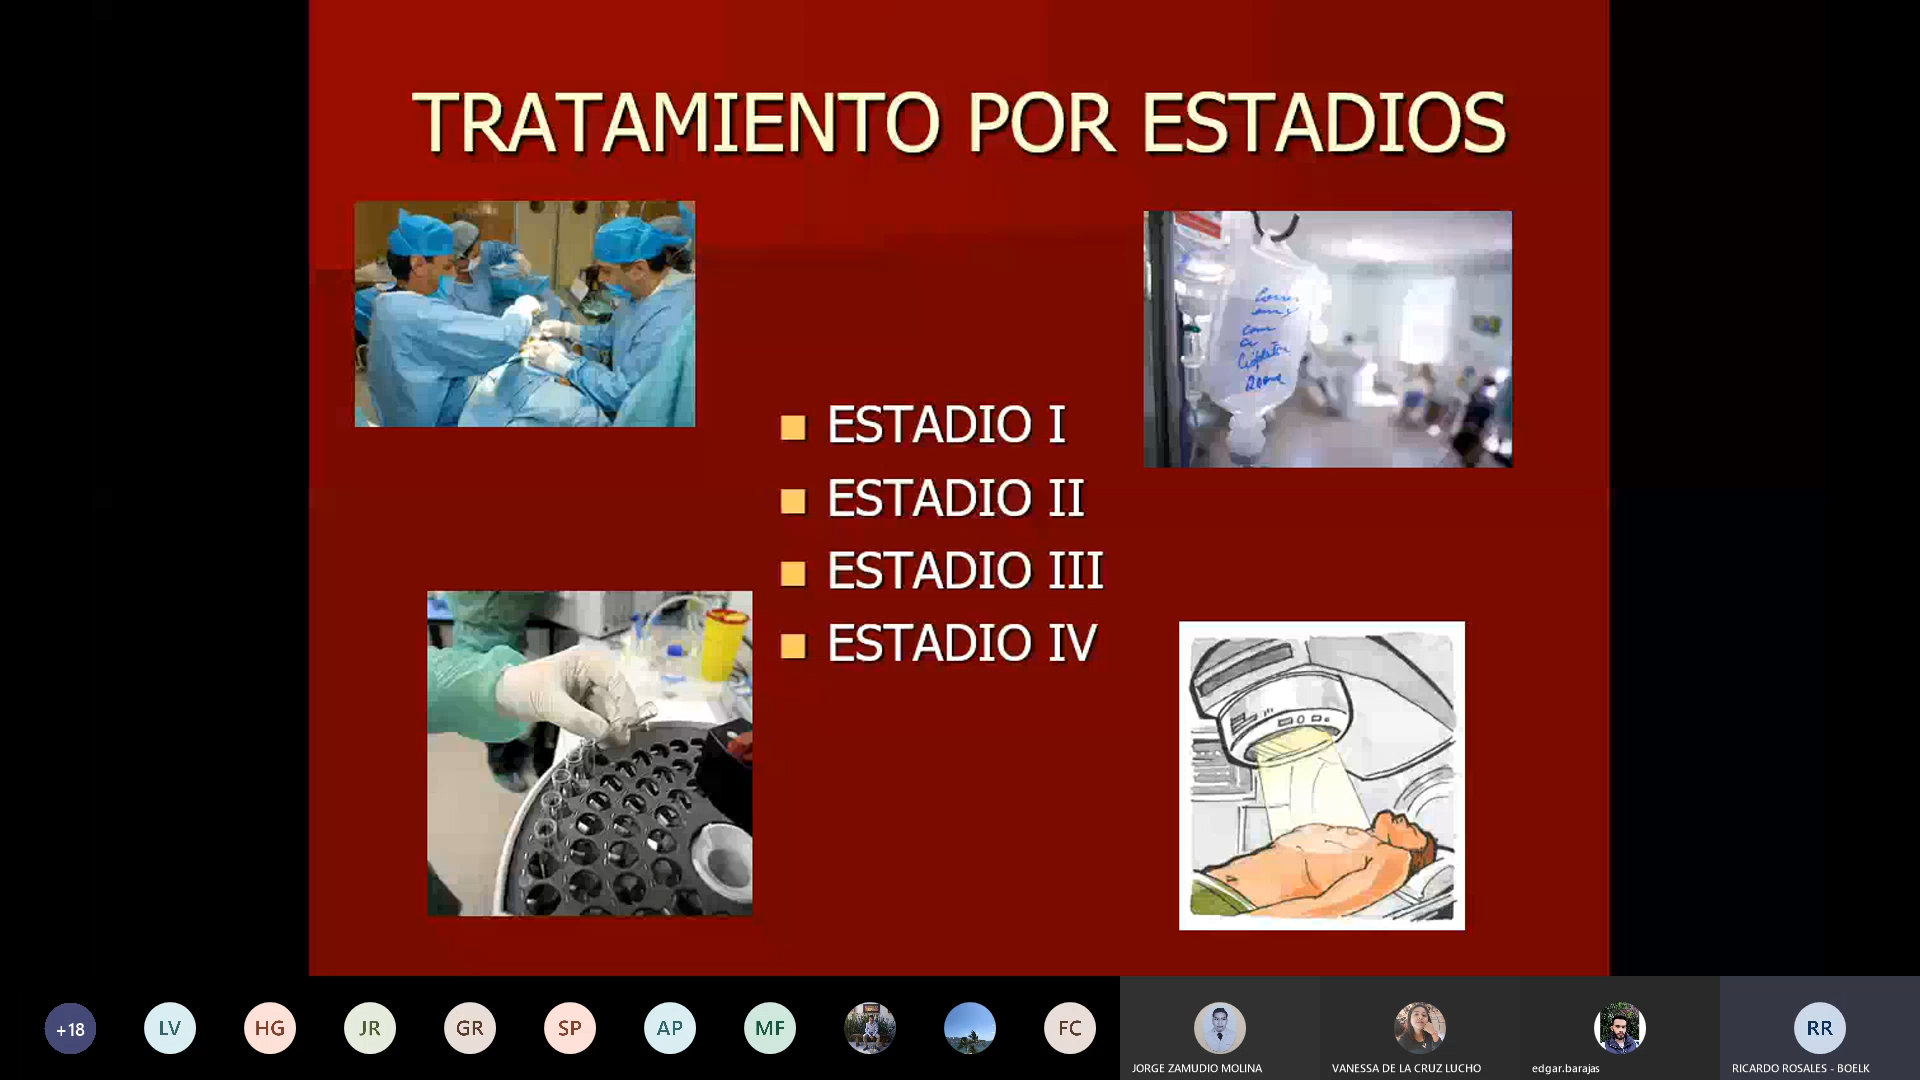 TRATAMIENTO POR ESTADIOS
ESTADIO I
ESTADIO II
ESTADIO III
ESTADIO IV
+18
LV
HG
JR
GR
SP
AP
MF
FC
RR
JORGE ZAMUDIO MOLINA
VANESSA DE LA CRUZ LUCHO
edgar.barajas
RICARDO ROSALES - BOELK